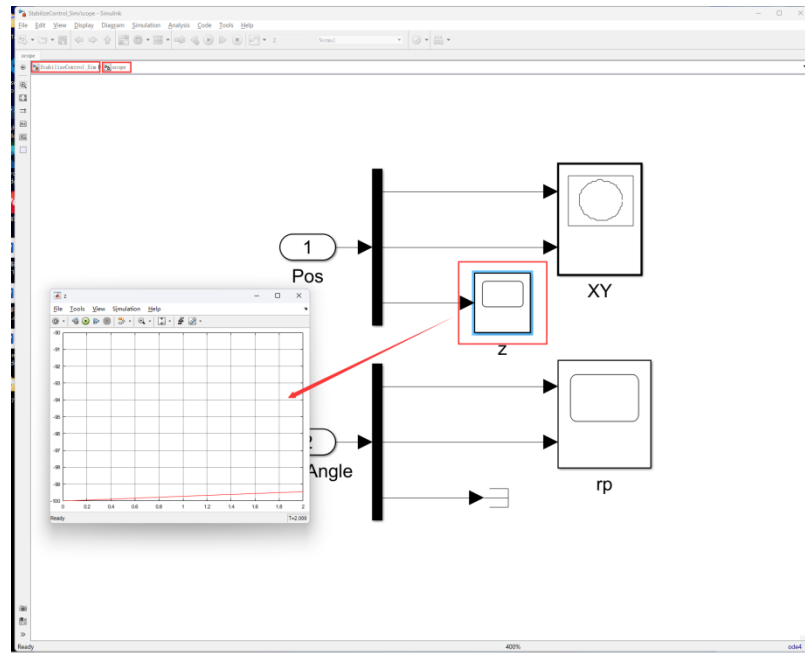 StabilizeControl_Sim/scope - Simulink
File Edit View Display Diagram Simulation Analysis Code Tools Help
2 Normal
scope
StabilizeControl_Sim scope
1
Pos
XY
z
z
File Tools View Simulation Help
-90
-91
-92
-93
-94
-95
-96
-97
-98
-99
-100
0 0.2 0.4 0.6 0.8 1 1.2 1.4 1.6 1.8 2
Ready T=2.000
2
Angle
rp
Ready 400% ode4